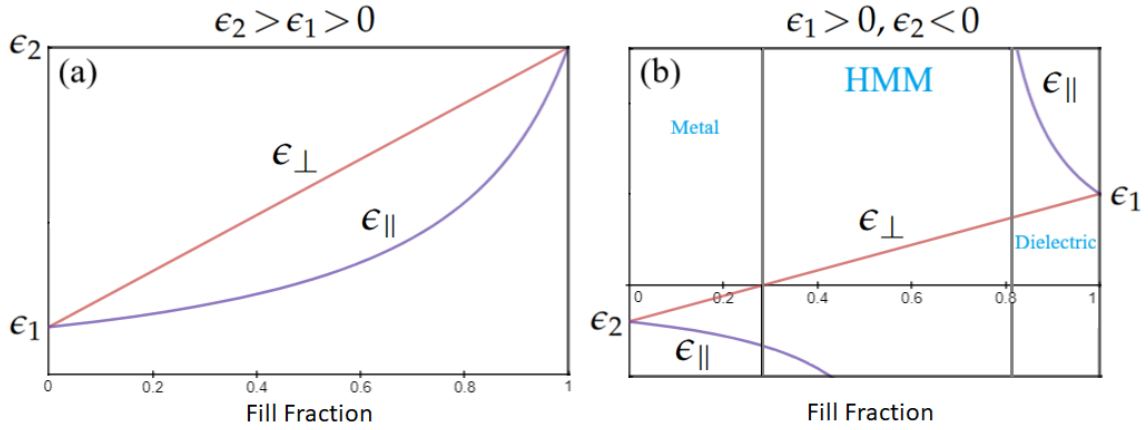 ϵ₂ > ϵ₁ > 0
ϵ₂
(a)
ϵ⊥
ϵ∥
ϵ₁
0 0.2 0.4 0.6 0.8 1
Fill Fraction
ϵ₁ > 0, ϵ₂ < 0
(b)
HMM
ϵ∥
Metal
ϵ⊥
ϵ₁
Dielectric
0 0.2 0.4 0.6 0.8 1
ϵ₂
ϵ∥
Fill Fraction